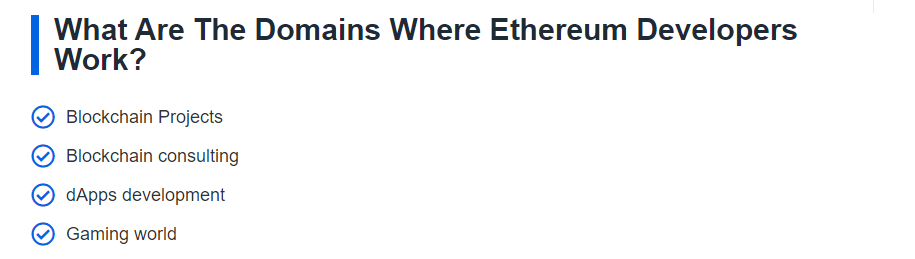 What Are The Domains Where Ethereum Developers
Work?
Blockchain Projects
Blockchain consulting
dApps development
Gaming world